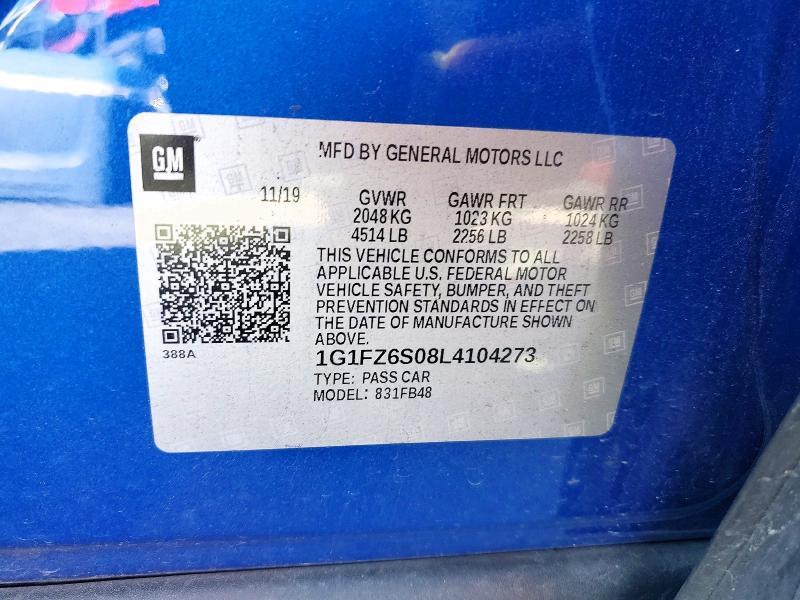 GM
MFD BY GENERAL MOTORS LLC
11/19 GVWR GAWR FRT GAWR RR
2048 KG 1023 KG 1024 KG
4514 LB 2256 LB 2258 LB
THIS VEHICLE CONFORMS TO ALL
APPLICABLE U.S. FEDERAL MOTOR
VEHICLE SAFETY, BUMPER, AND THEFT
PREVENTION STANDARDS IN EFFECT ON
THE DATE OF MANUFACTURE SHOWN
ABOVE.
388A
1G1FZ6S08L4104273
TYPE: PASS CAR
MODEL: 831FB48